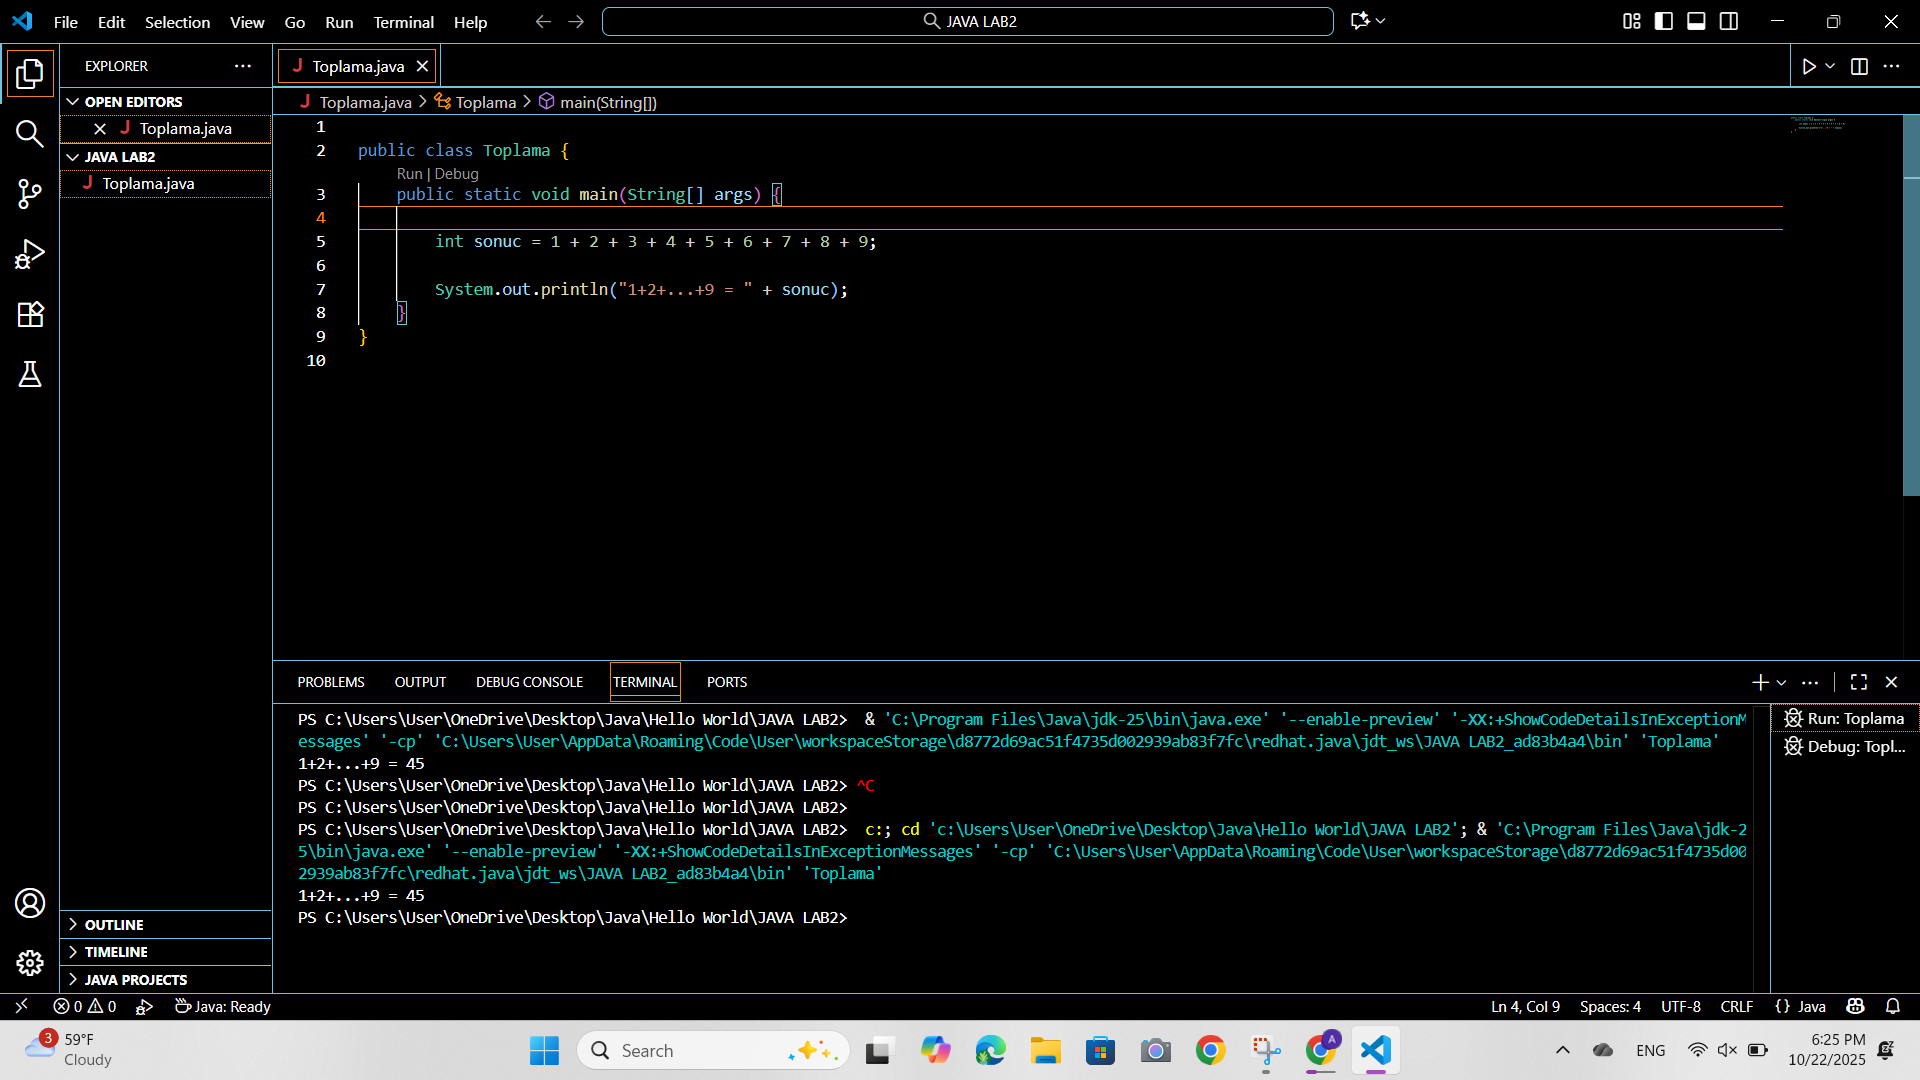 File Edit Selection View Go Run Terminal Help
JAVA LAB2
EXPLORER
OPEN EDITORS
Toplama.java
JAVA LAB2
Toplama.java
Toplama.java
Toplama.java > Toplama > main(String[])
1
2 public class Toplama {
Run | Debug
3 public static void main(String[] args) {
4
5 int sonuc = 1 + 2 + 3 + 4 + 5 + 6 + 7 + 8 + 9;
6
7 System.out.println("1+2+...+9 = " + sonuc);
8 }
9 }
10
PROBLEMS OUTPUT DEBUG CONSOLE TERMINAL PORTS
PS C:\Users\User\OneDrive\Desktop\Java\Hello World\JAVA LAB2> & 'C:\Program Files\Java\jdk-25\bin\java.exe' '--enable-preview' '-XX:+ShowCodeDetailsInExceptionM
essages' '-cp' 'C:\Users\User\AppData\Roaming\Code\User\workspaceStorage\d8772d69ac51f4735d002939ab83f7fc\redhat.java\jdt_ws\JAVA LAB2_ad83b4a4\bin' 'Toplama'
1+2+...+9 = 45
PS C:\Users\User\OneDrive\Desktop\Java\Hello World\JAVA LAB2> ^C
PS C:\Users\User\OneDrive\Desktop\Java\Hello World\JAVA LAB2>
PS C:\Users\User\OneDrive\Desktop\Java\Hello World\JAVA LAB2> c:; cd 'c:\Users\User\OneDrive\Desktop\Java\Hello World\JAVA LAB2'; & 'C:\Program Files\Java\jdk-2
5\bin\java.exe' '--enable-preview' '-XX:+ShowCodeDetailsInExceptionMessages' '-cp' 'C:\Users\User\AppData\Roaming\Code\User\workspaceStorage\d8772d69ac51f4735d00
2939ab83f7fc\redhat.java\jdt_ws\JAVA LAB2_ad83b4a4\bin' 'Toplama'
1+2+...+9 = 45
PS C:\Users\User\OneDrive\Desktop\Java\Hello World\JAVA LAB2>
Run: Toplama
Debug: Topl...
OUTLINE
TIMELINE
JAVA PROJECTS
0 0 Java: Ready
Ln 4, Col 9 Spaces: 4 UTF-8 CRLF {} Java
3
59°F
Cloudy
Search
A
ENG
6:25 PM
10/22/2025